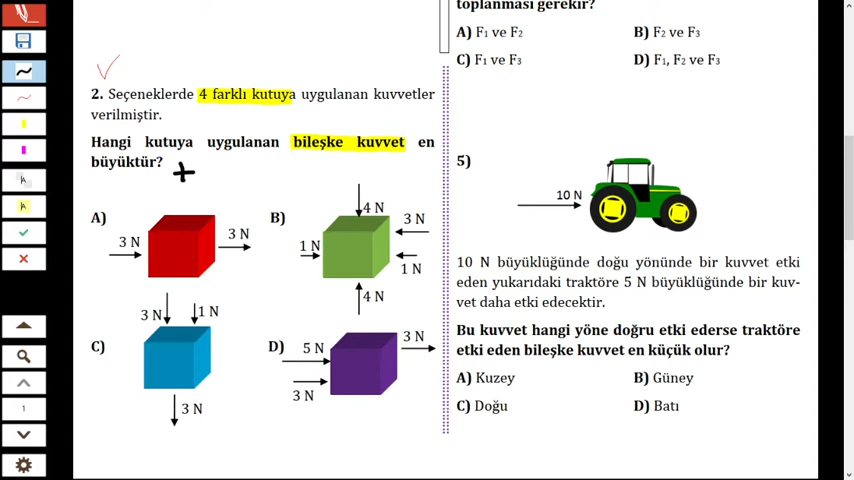 2. Seçeneklerde 4 farklı kutuya uygulanan kuvvetler
verilmiştir.
Hangi kutuya uygulanan bileşke kuvvet en
büyüktür?
A)
3 N
3 N
B)
4 N
3 N
1 N
1 N
4 N
C)
3 N
1 N
3 N
D)
5 N
3 N
3 N
toplanması gerekir?
A) F1 ve F2
B) F2 ve F3
C) F1 ve F3
D) F1, F2 ve F3
5)
10 N
10 N büyüklüğünde doğu yönünde bir kuvvet etki
eden yukarıdaki traktöre 5 N büyüklüğünde bir kuv-
vet daha etki edecektir.
Bu kuvvet hangi yöne doğru etki ederse traktöre
etki eden bileşke kuvvet en küçük olur?
A) Kuzey
B) Güney
C) Doğu
D) Batı
1